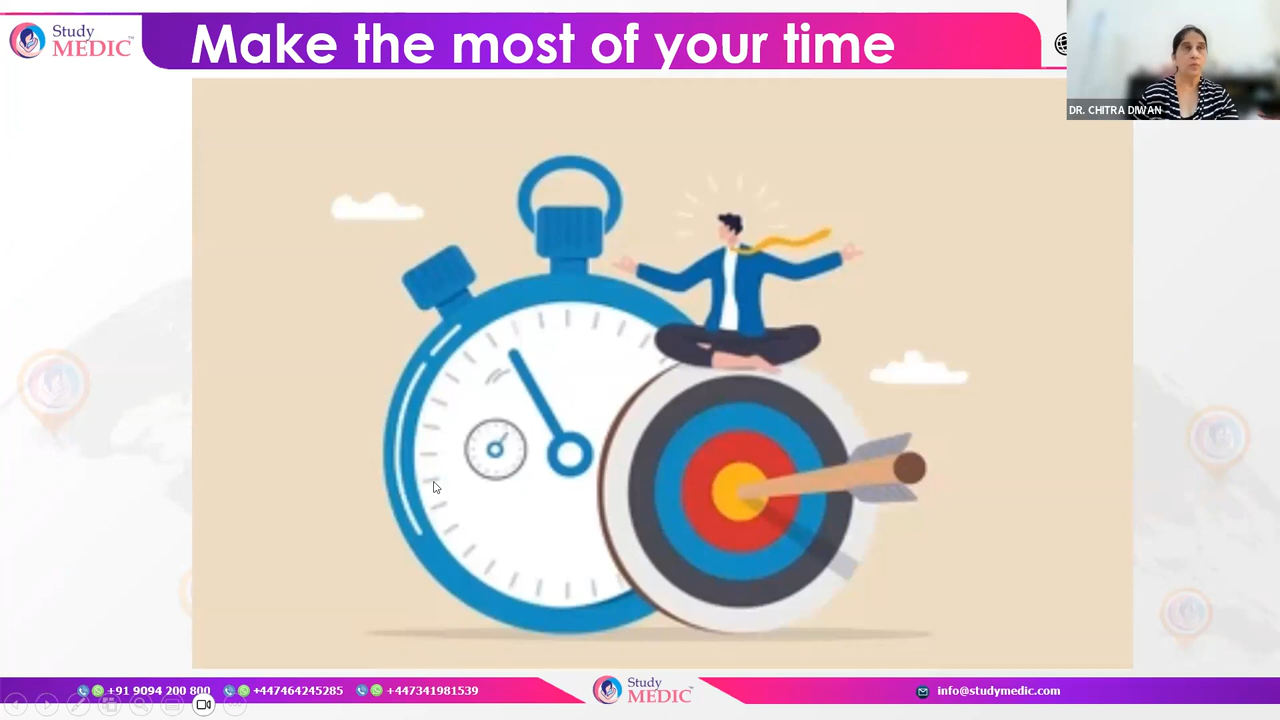 Study
MEDIC™
Make the most of your time
DR. CHITRA DIWAN
+91 9094 200 800
+447464245285
+447341981539
Study
MEDIC
info@studymedic.com